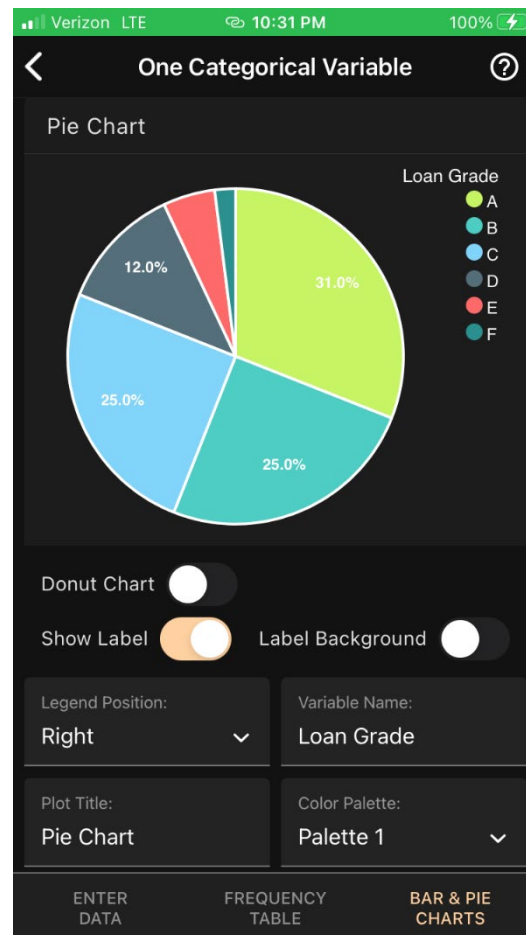 Verizon LTE 10:31 PM 100%
One Categorical Variable ?
Pie Chart
Loan Grade
A
B
C
D
E
F
12.0%
31.0%
25.0%
25.0%
Donut Chart
Show Label Label Background
Legend Position: Variable Name:
Right Loan Grade
Plot Title: Color Palette:
Pie Chart Palette 1
ENTER FREQUENCY BAR & PIE
DATA TABLE CHARTS